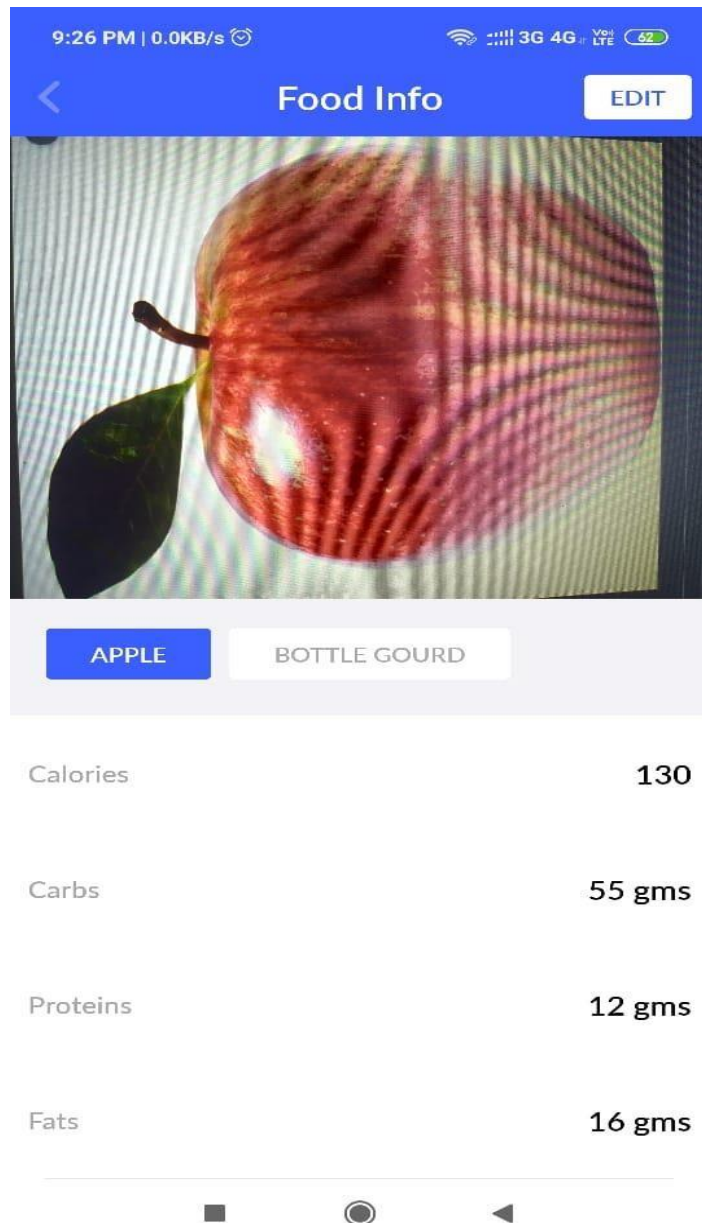 9:26 PM | 0.0KB/s 3G 4G Vo)) LTE 62
Food Info EDIT
APPLE BOTTLE GOURD
Calories 130
Carbs 55 gms
Proteins 12 gms
Fats 16 gms